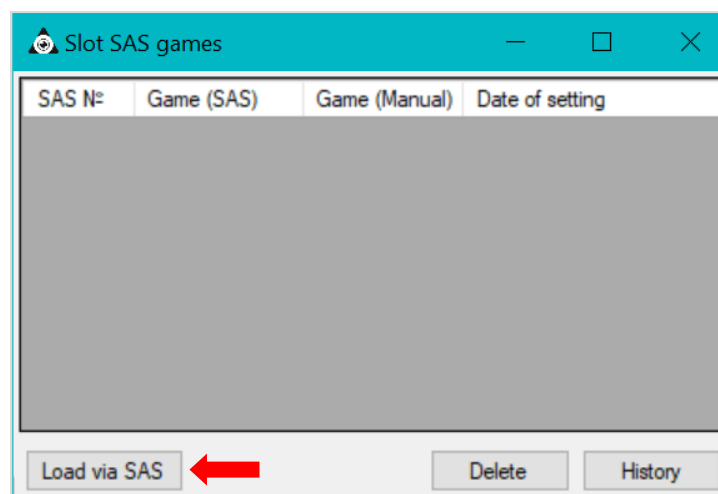 Slot SAS games
SAS № Game (SAS) Game (Manual) Date of setting
Load via SAS Delete History